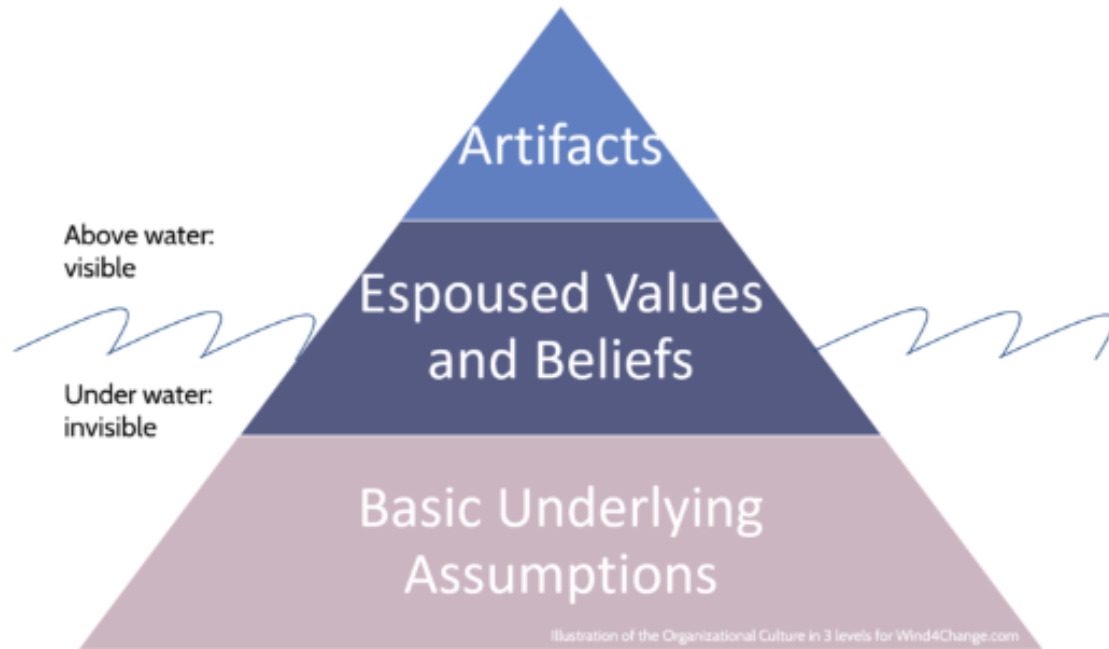 Artifacts
Above water:
visible
Espoused Values
and Beliefs
Under water:
invisible
Basic Underlying
Assumptions
Illustration of the Organizational Culture in 3 levels for Wind4Change.com